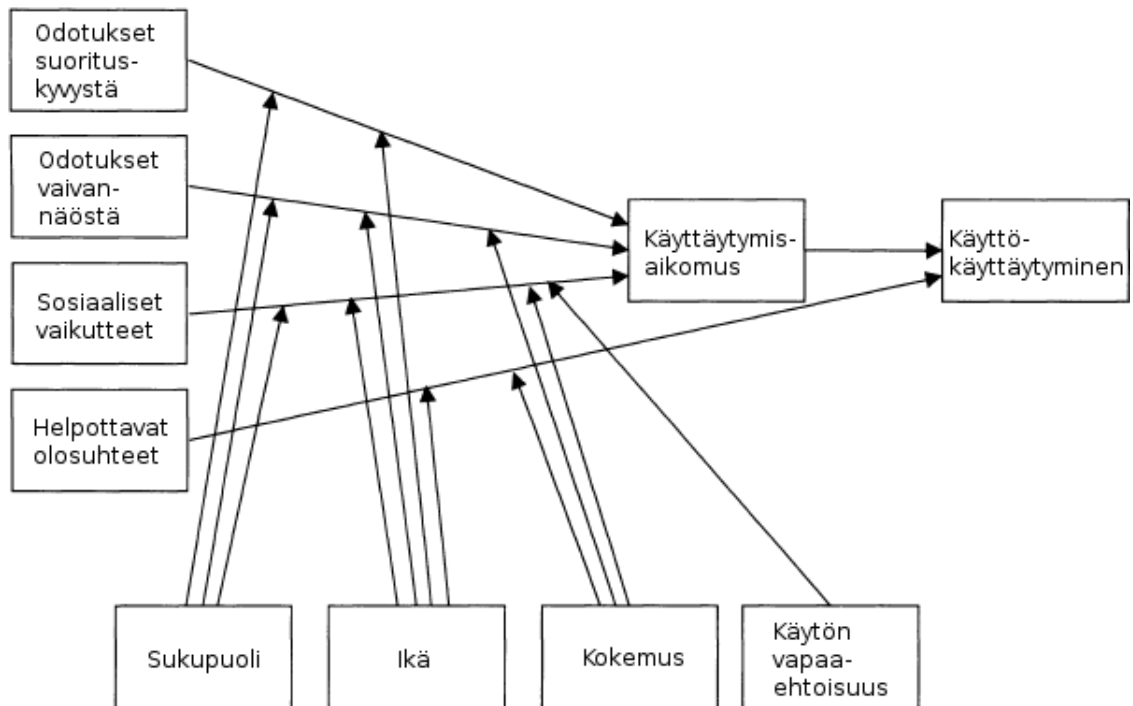 Odotukset
suoritus-
kyvystä
Odotukset
vaivan-
näöstä
Sosiaaliset
vaikutteet
Helpottavat
olosuhteet
Käyttäytymis-
aikomus
Käyttö-
käyttäytyminen
Sukupuoli
Ikä
Kokemus
Käytön
vapaa-
ehtoisuus